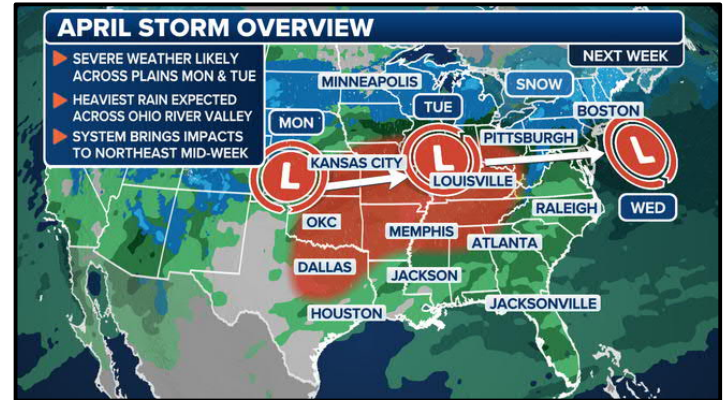 APRIL STORM OVERVIEW
SEVERE WEATHER LIKELY
ACROSS PLAINS MON & TUE
HEAVIEST RAIN EXPECTED
ACROSS OHIO RIVER VALLEY
SYSTEM BRINGS IMPACTS
TO NORTHEAST MID-WEEK
NEXT WEEK
MINNEAPOLIS
SNOW
TUE
BOSTON
MON
PITTSBURGH
L
KANSAS CITY
L
L
LOUISVILLE
RALEIGH
WED
OKC
MEMPHIS
ATLANTA
DALLAS
JACKSON
HOUSTON
JACKSONVILLE